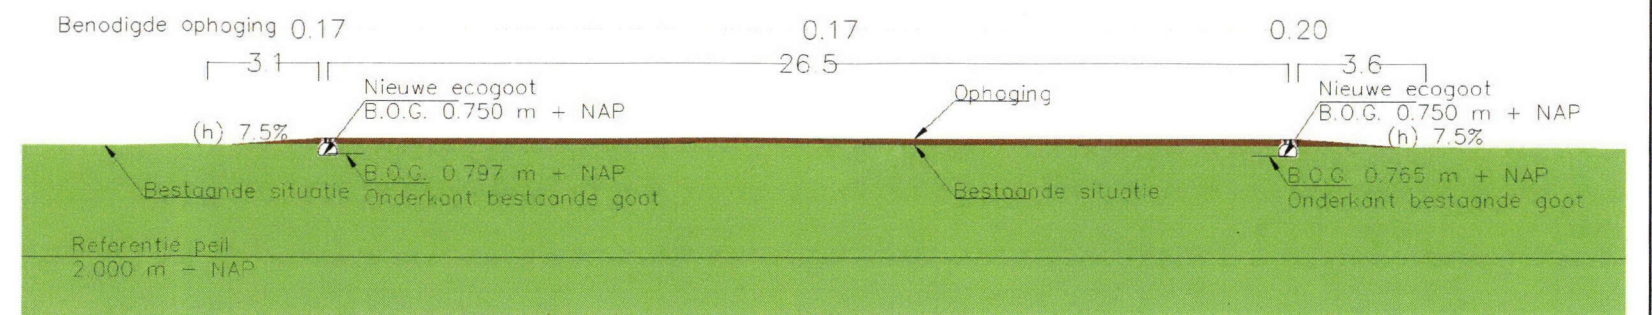 Benodigde ophoging 0.17 0.17 0.20
3.1 26.5 3.6
Nieuwe ecogoot
B.O.G. 0.750 m + NAP
Ophoging
Nieuwe ecogoot
B.O.G. 0.750 m + NAP
(h) 7.5%
(h) 7.5%
B.O.G. 0.797 m + NAP
Onderkant bestaande goot
B.O.G. 0.765 m + NAP
Onderkant bestaande goot
Bestaande situatie
Bestaande situatie
Referentie peil
2.000 m - NAP